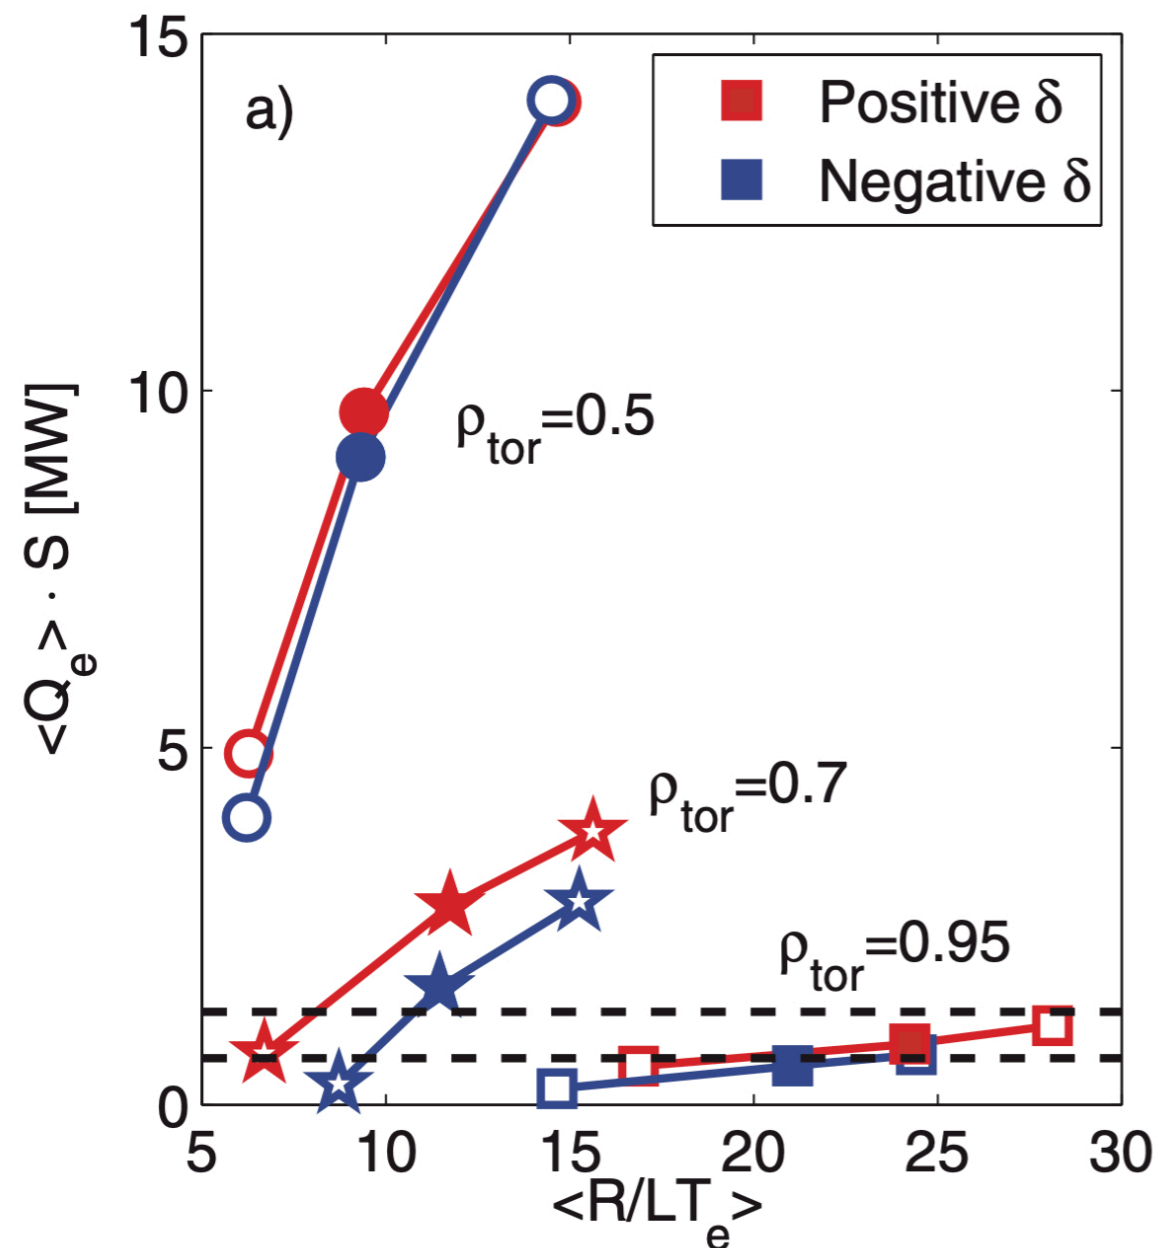 15
a)
Positive δ
Negative δ
10
ρtor=0.5
<Qe> · S [MW]
5
ρtor=0.7
ρtor=0.95
0
5 10 15 20 25 30
<R/LTe>